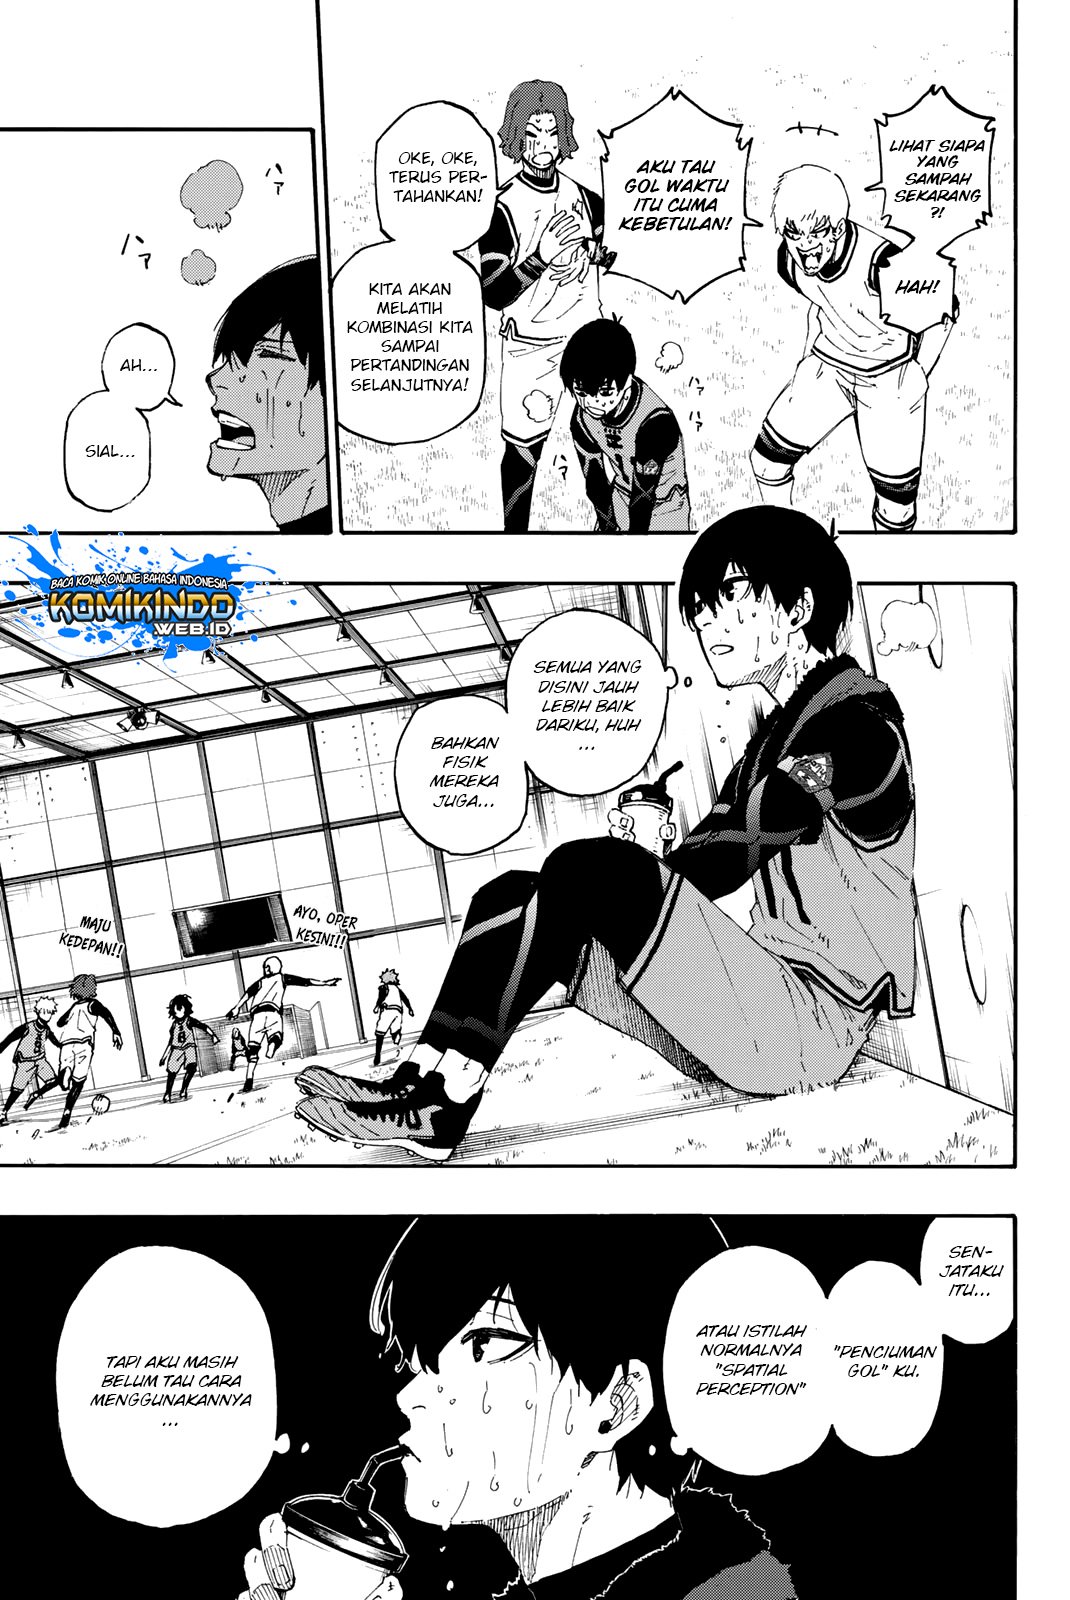 LIHAT SIAPA
YANG
SAMPAH
SEKARANG
?!
HAH!
AKU TAU
GOL WAKTU
ITU CUMA
KEBETULAN!
OKE, OKE,
TERUS PER-
TAHANKAN!
KITA AKAN
MELATIH
KOMBINASI KITA
SAMPAI
PERTANDINGAN
SELANJUTNYA!
ハァ
ハァ
ハァ
AH...
SIAL...
BACA KOMIK ONLINE BAHASA INDONESIA
KOMIKINDO
WEB.ID
SEMUA YANG
DISINI JAUH
LEBIH BAIK
DARIKU, HUH
...
BAHKAN
FISIK
MEREKA
JUGA...
AYO, OPER
KESINI!!
MAJU
KEDEPAN!!
SEN-
JATAKU
ITU...
"PENCIUMAN
GOL" KU.
ATAU ISTILAH
NORMALNYA
"SPATIAL
PERCEPTION"
TAPI AKU MASIH
BELUM TAU CARA
MENGGUNAKANNYA
...